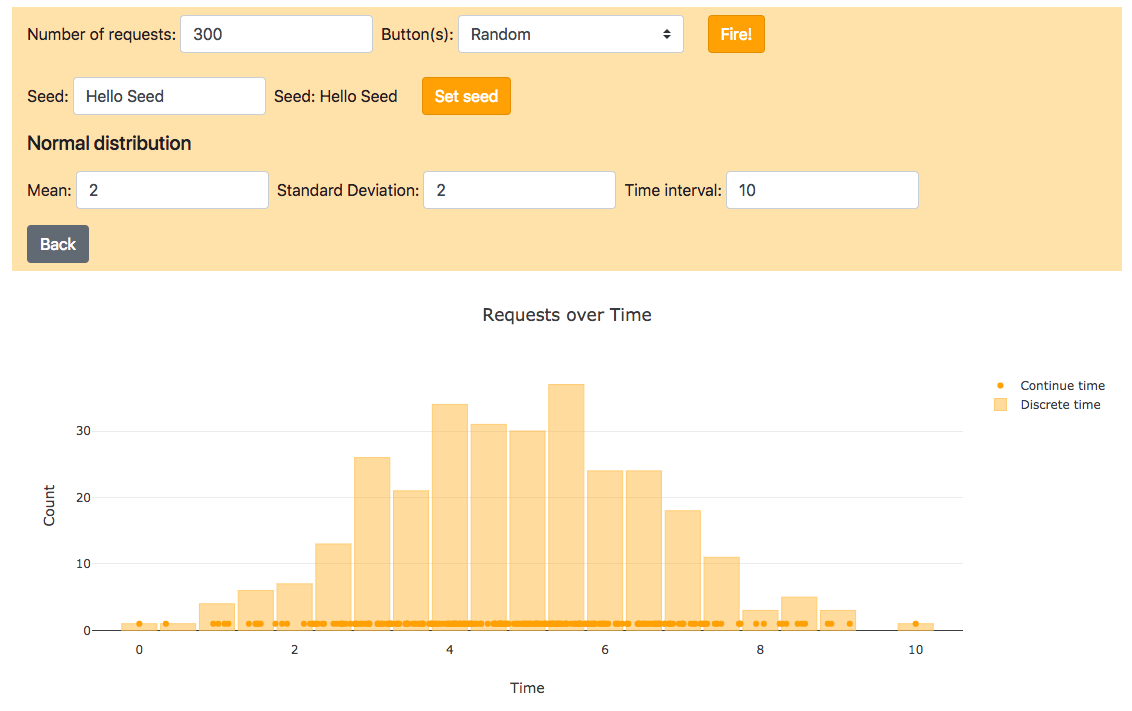 Number of requests: 300 Button(s): Random Fire!
Seed: Hello Seed Seed: Hello Seed Set seed
Normal distribution
Mean: 2 Standard Deviation: 2 Time interval: 10
Back
Requests over Time
Continue time
Discrete time
30
20
10
0
Count
0 2 4 6 8 10
Time